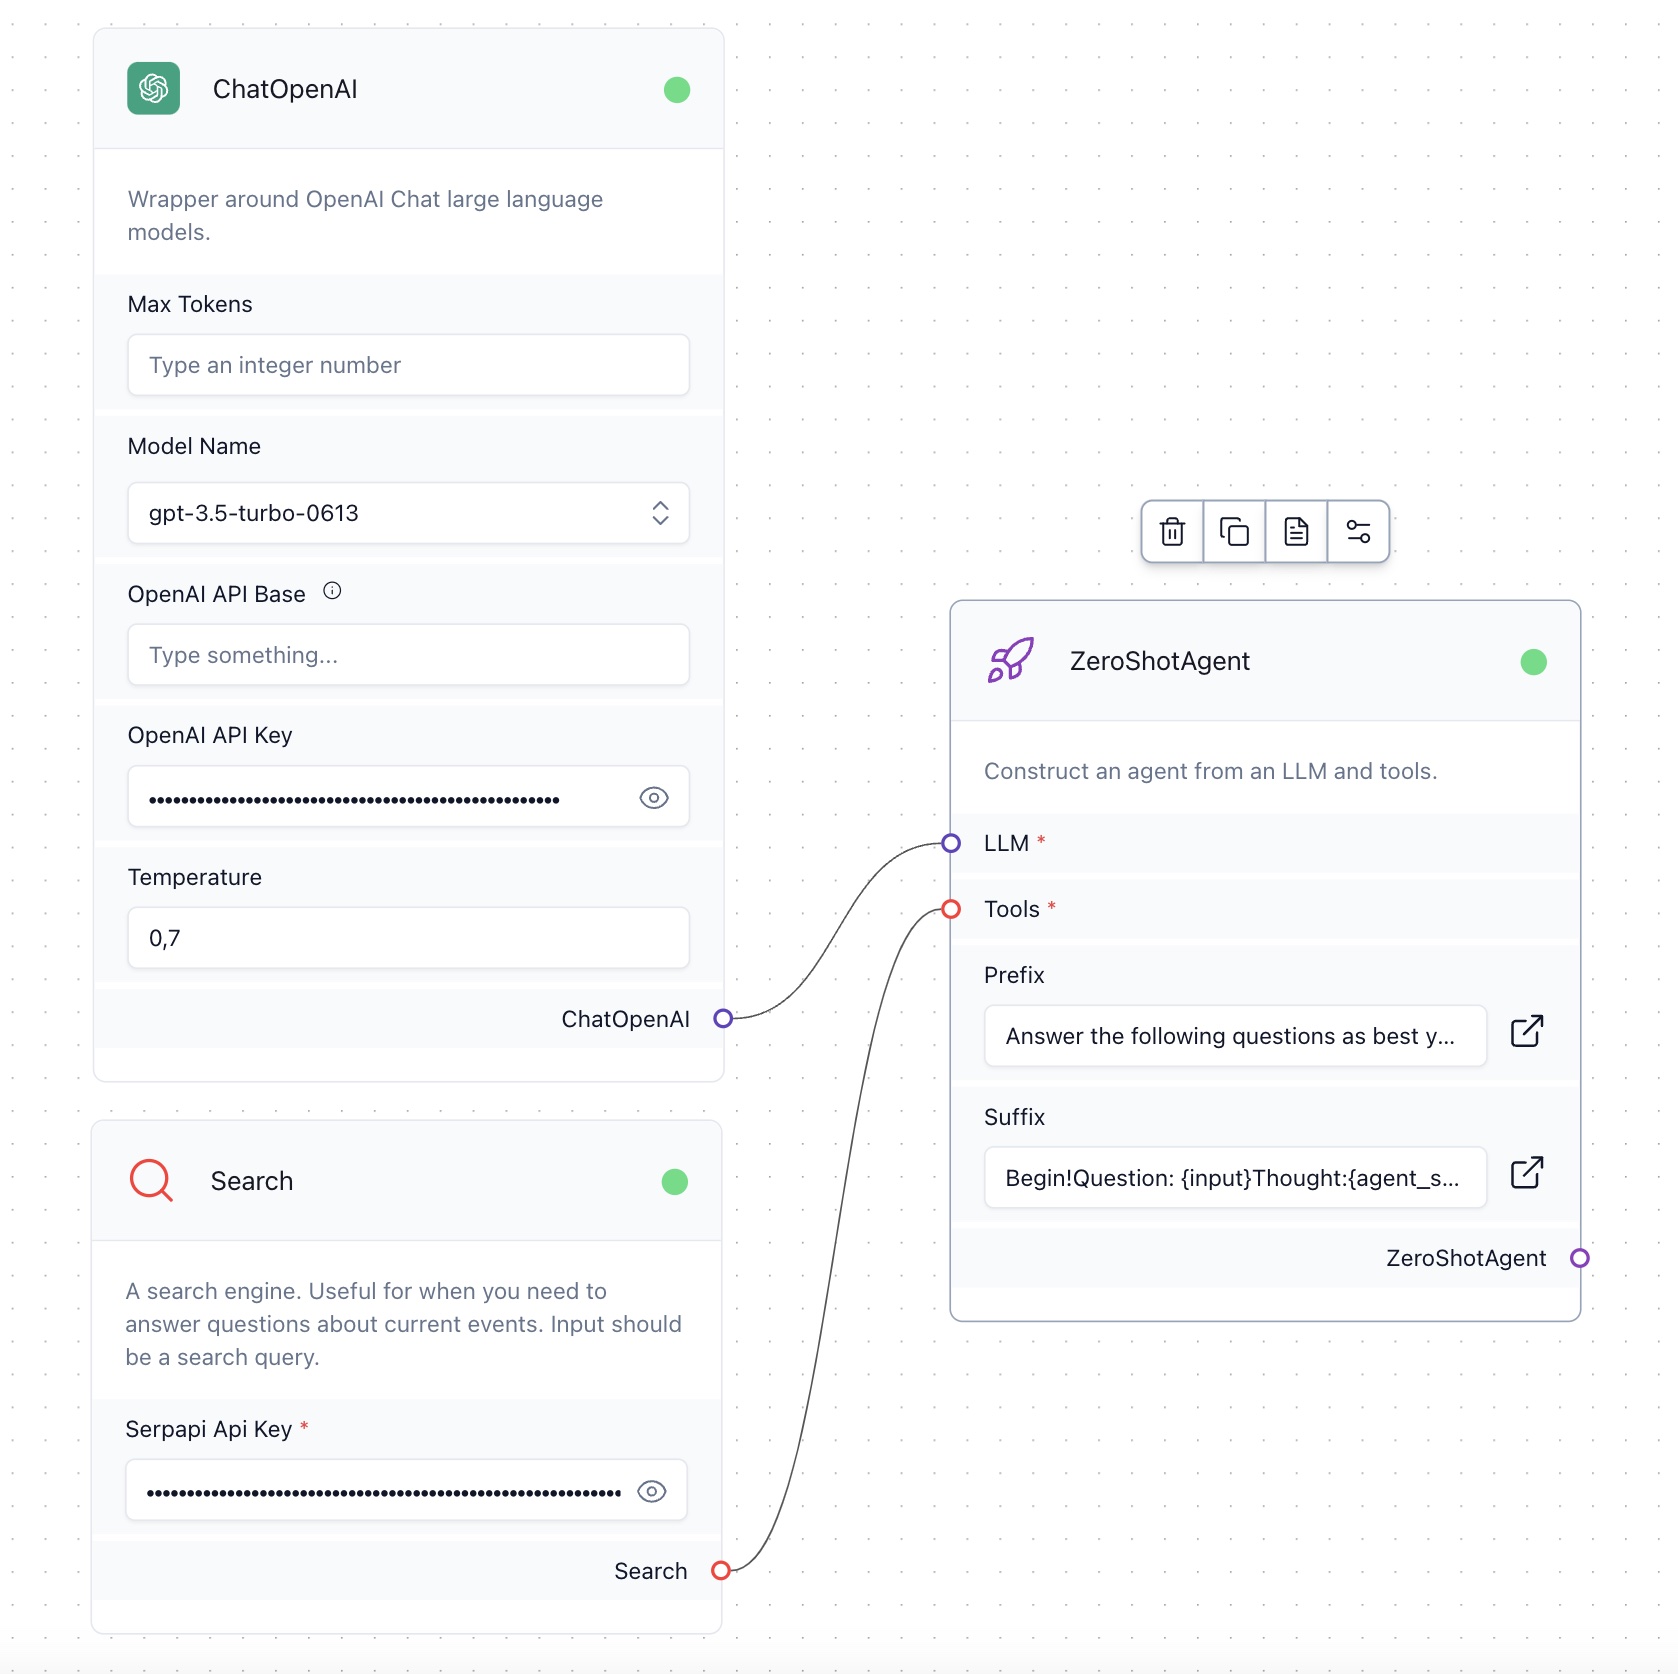 ChatOpenAI
Wrapper around OpenAI Chat large language
models.
Max Tokens
Type an integer number
Model Name
gpt-3.5-turbo-0613
OpenAI API Base
Type something...
OpenAI API Key
Temperature
0,7
ChatOpenAI
Search
A search engine. Useful for when you need to
answer questions about current events. Input should
be a search query.
Serpapi Api Key *
Search
ZeroShotAgent
Construct an agent from an LLM and tools.
LLM *
Tools *
Prefix
Answer the following questions as best y...
Suffix
Begin!Question: {input}Thought:{agent_s...
ZeroShotAgent